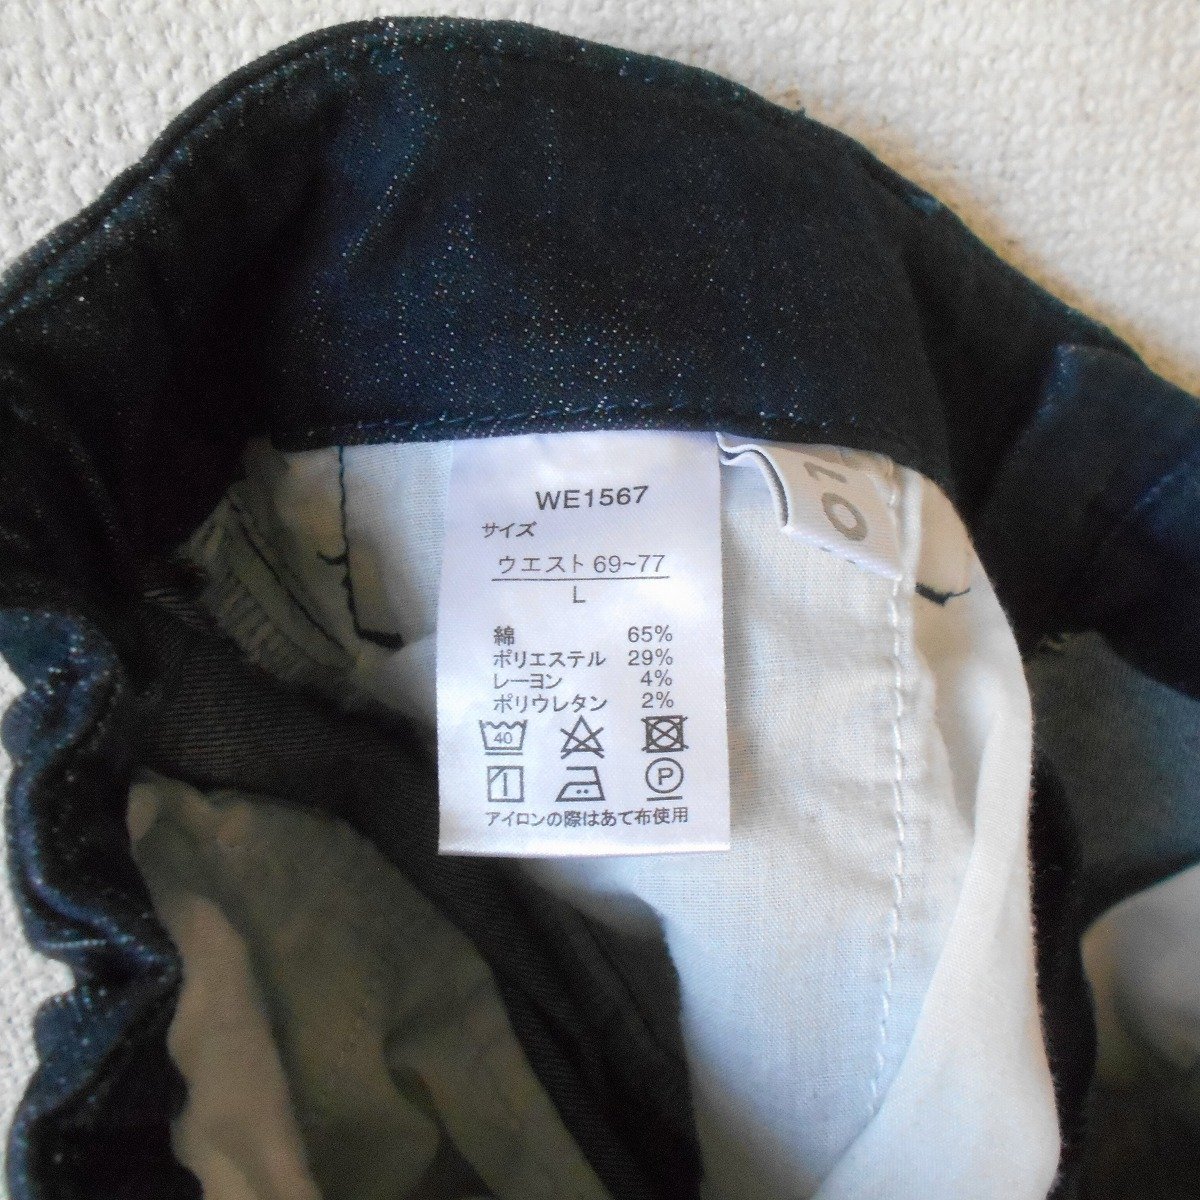 WE1567
サイズ
ウエスト 69~77
L
綿 65%
ポリエステル 29%
レーヨン 4%
ポリウレタン 2%
40
P
アイロンの際はあて布使用